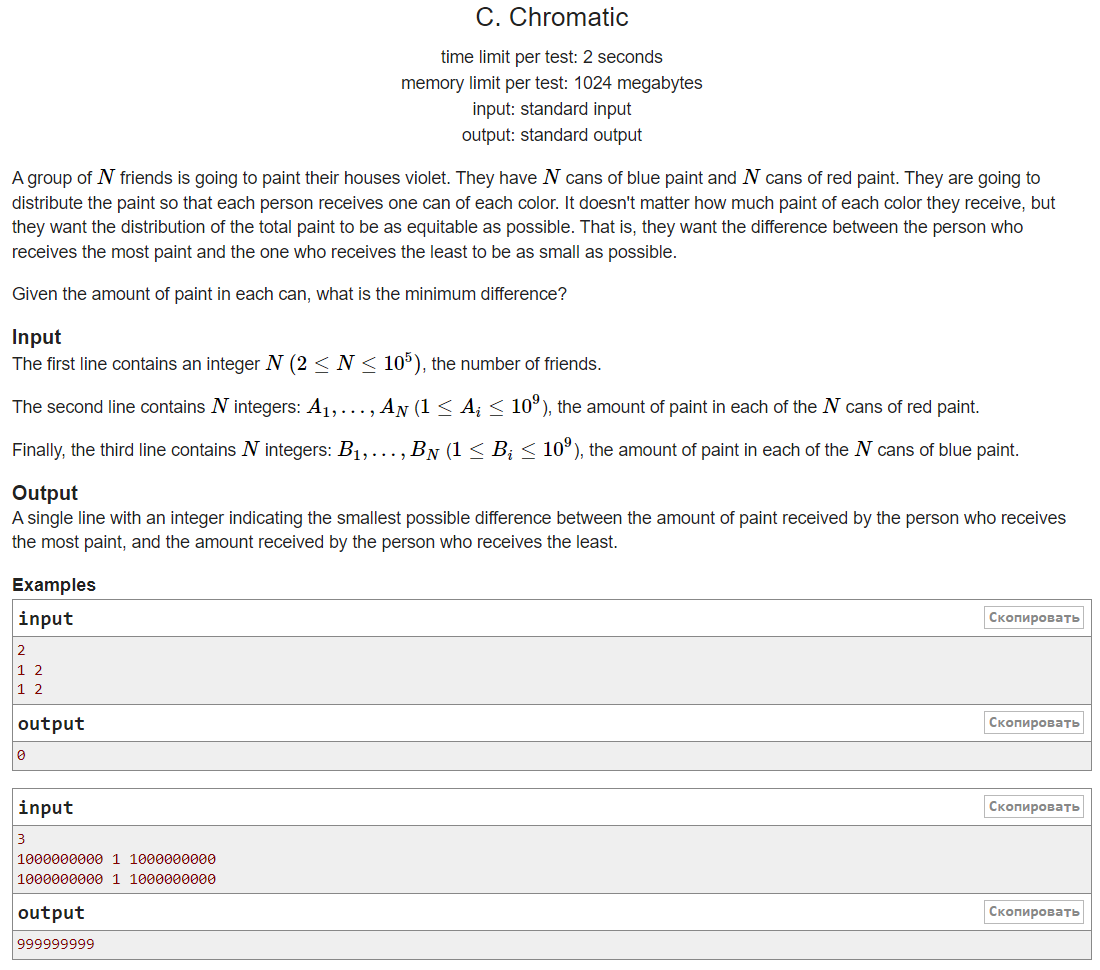 C. Chromatic
time limit per test: 2 seconds
memory limit per test: 1024 megabytes
input: standard input
output: standard output
A group of N friends is going to paint their houses violet. They have N cans of blue paint and N cans of red paint. They are going to
distribute the paint so that each person receives one can of each color. It doesn't matter how much paint of each color they receive, but
they want the distribution of the total paint to be as equitable as possible. That is, they want the difference between the person who
receives the most paint and the one who receives the least to be as small as possible.
Given the amount of paint in each can, what is the minimum difference?
Input
The first line contains an integer N (2 ≤ N ≤ 10^5), the number of friends.
The second line contains N integers: A_1, . . . , A_N (1 ≤ A_i ≤ 10^9), the amount of paint in each of the N cans of red paint.
Finally, the third line contains N integers: B_1, . . . , B_N (1 ≤ B_i ≤ 10^9), the amount of paint in each of the N cans of blue paint.
Output
A single line with an integer indicating the smallest possible difference between the amount of paint received by the person who receives
the most paint, and the amount received by the person who receives the least.
Examples
input Скопировать
2
1 2
1 2
output Скопировать
0
input Скопировать
3
1000000000 1 1000000000
1000000000 1 1000000000
output Скопировать
999999999